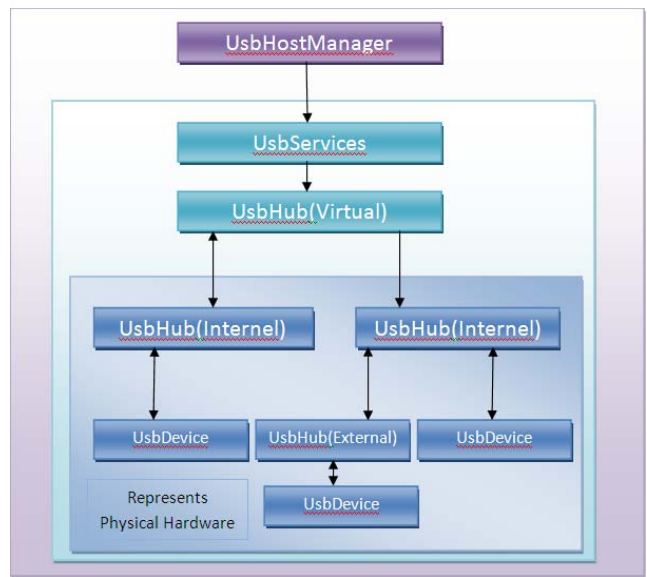 UsbHostManager
UsbServices
UsbHub(Virtual)
UsbHub(Internel)
UsbHub(Internel)
UsbDevice
UsbHub(External)
UsbDevice
UsbDevice
Represents
Physical Hardware